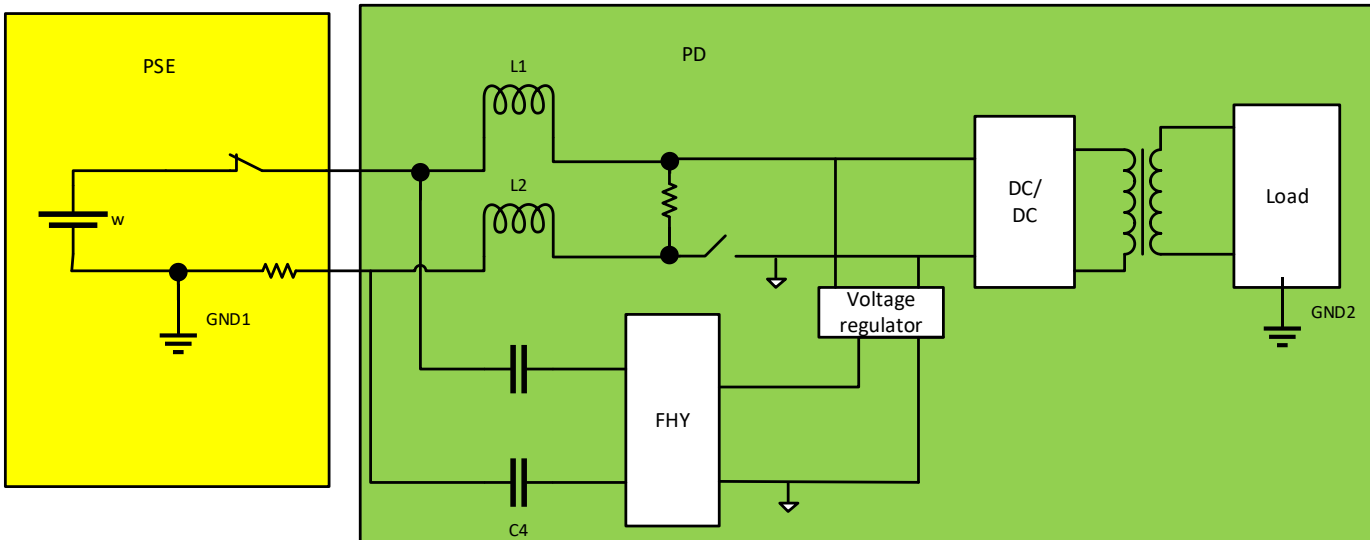 PSE
PD
L1
L2
w
GND1
DC/
DC
Load
GND2
Voltage
regulator
FHY
C4